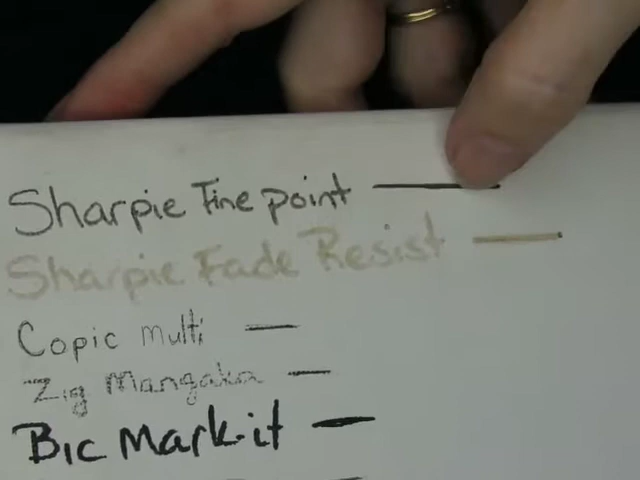 Sharpie Fine point
Sharpie Fade Resist
Copic Multi
Zig Mangaka
Bic Mark-it